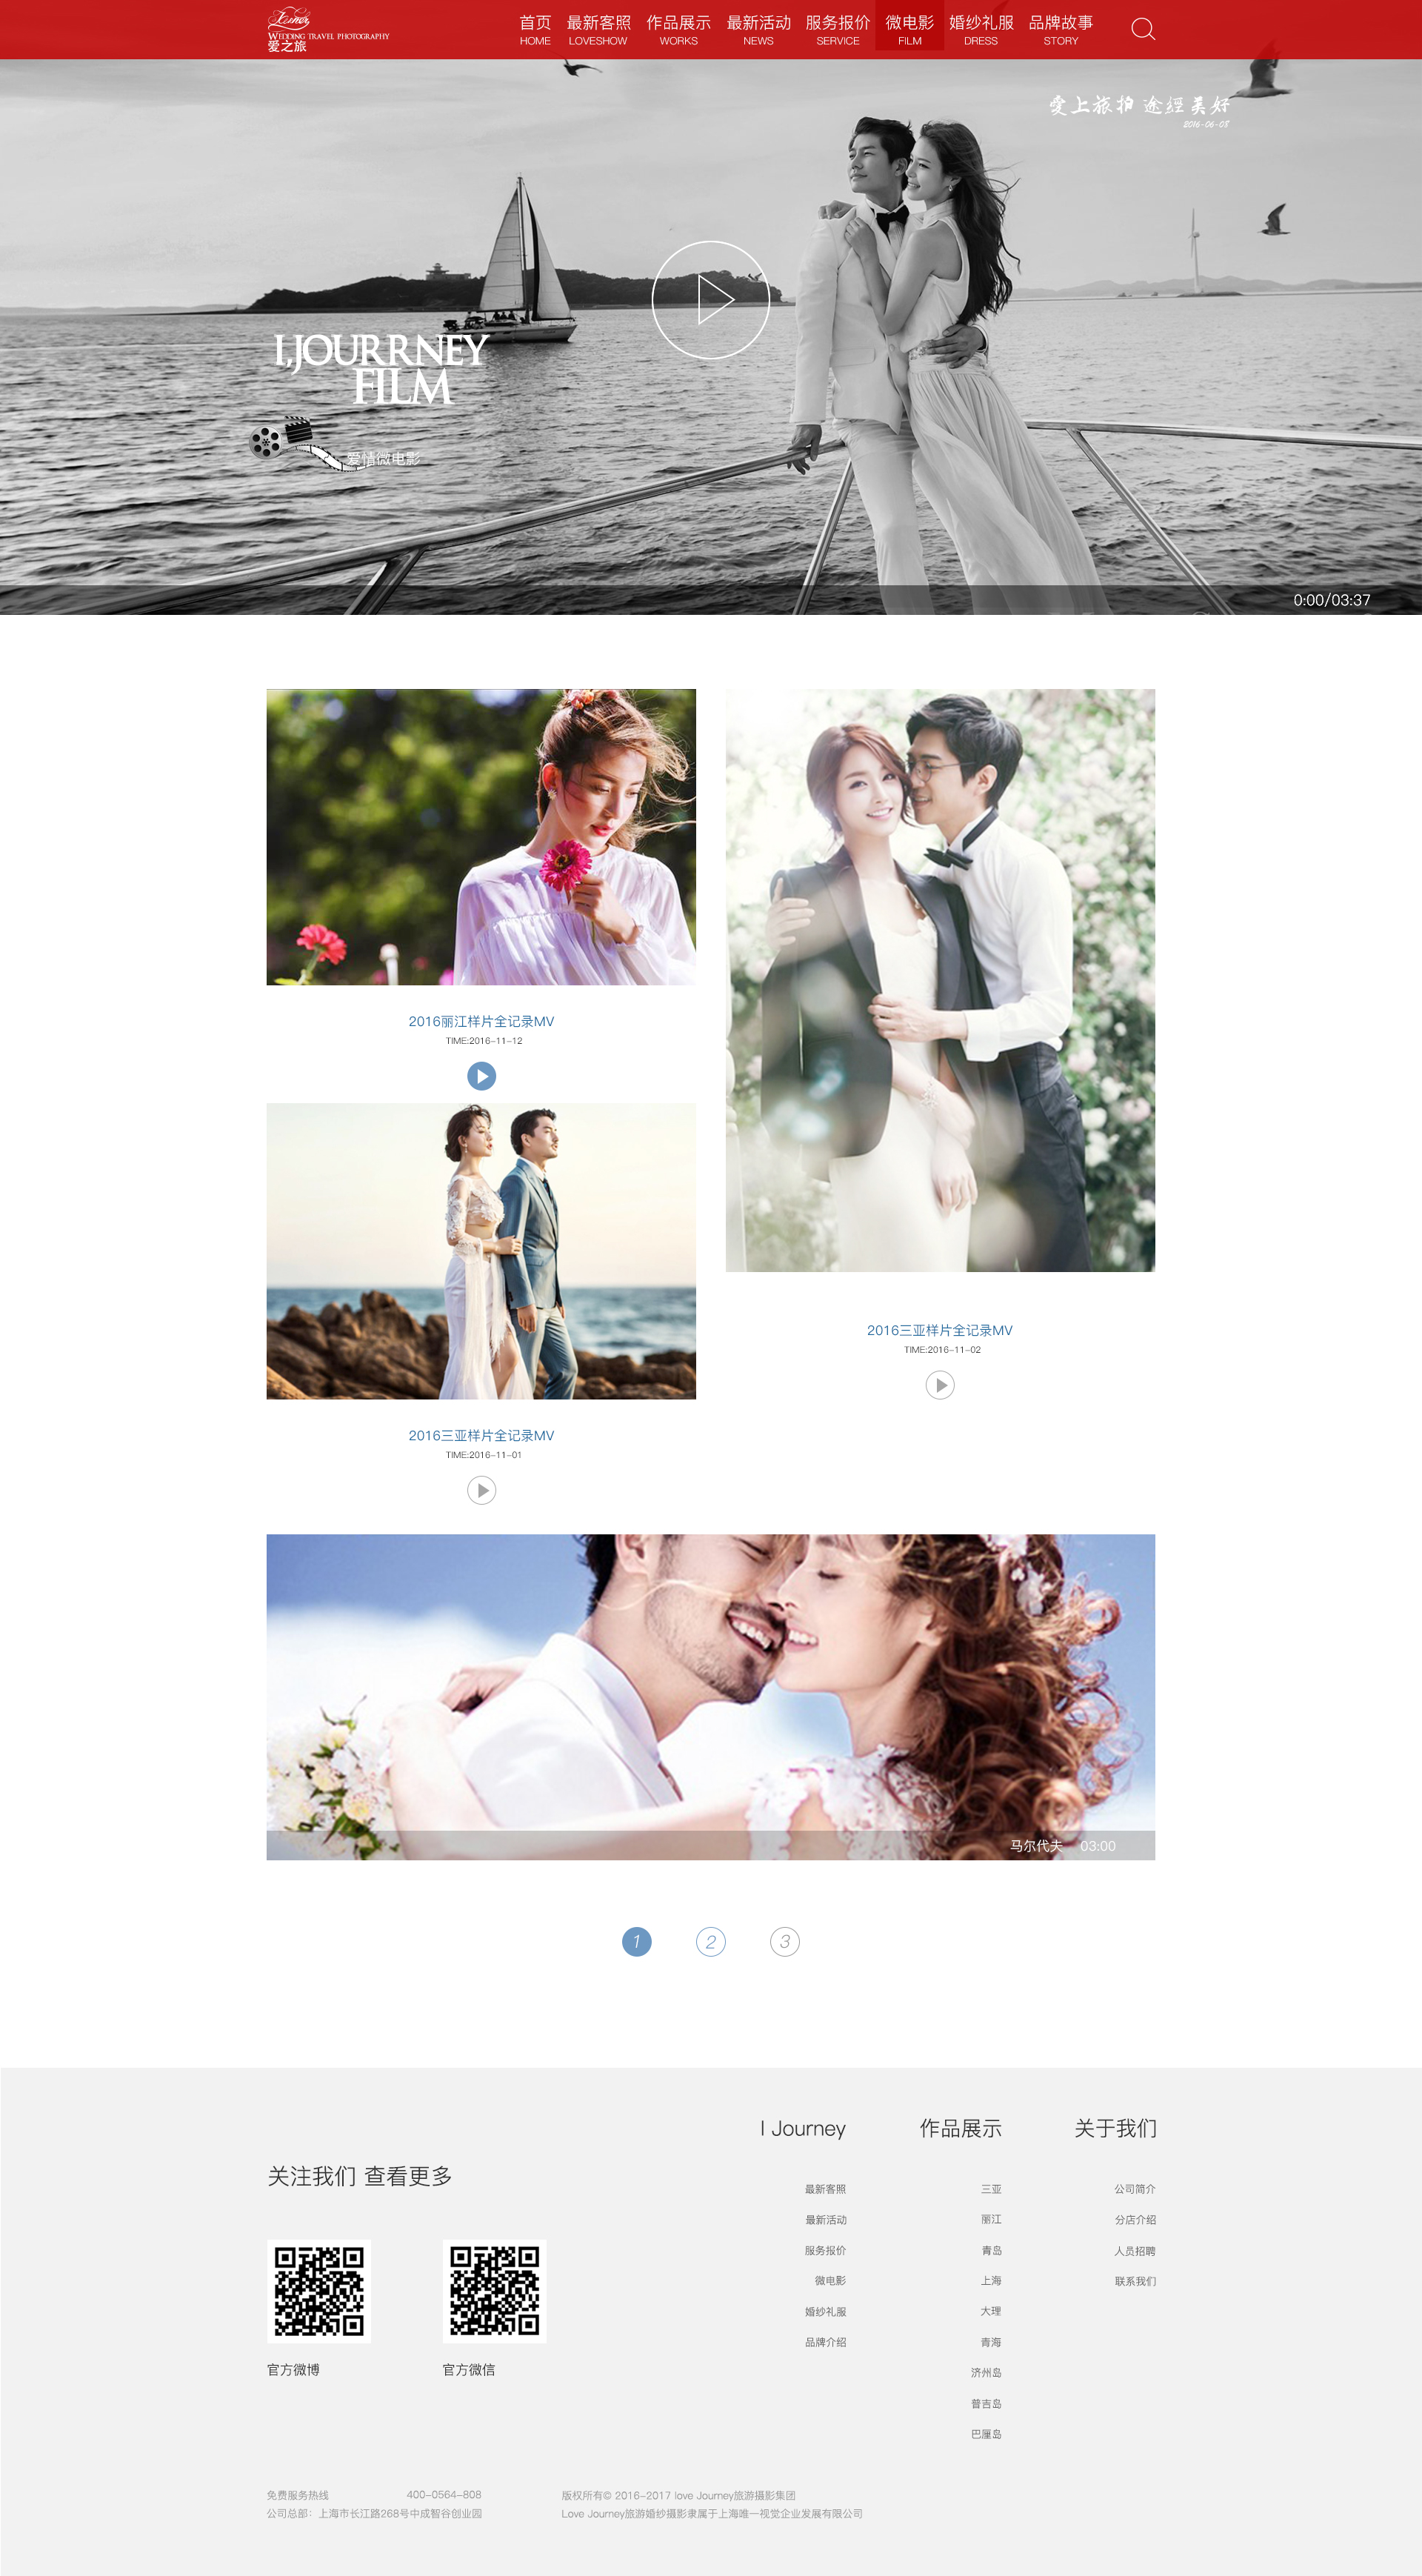 WEDDING TRAVEL PHOTOGRAPHY
爱之旅
首页 最新客照 作品展示 最新活动 服务报价 微电影 婚纱礼服 品牌故事
HOME LOVESHOW WORKS NEWS SERVICE FILM DRESS STORY
愛上旅拍 途經美好
2016-06-08
I,JOURRNEY
FILM
爱情微电影
0:00/03:37
2016丽江样片全记录MV
TIME:2016-11-12
2016三亚样片全记录MV
TIME:2016-11-02
2016三亚样片全记录MV
TIME:2016-11-01
马尔代夫 03:00
1 2 3
关注我们 查看更多
官方微博 官方微信
I Journey
最新客照
最新活动
服务报价
微电影
婚纱礼服
品牌介绍
作品展示
三亚
丽江
青岛
上海
大理
青海
济州岛
普吉岛
巴厘岛
关于我们
公司简介
分店介绍
人员招聘
联系我们
免费服务热线 400-0564-808
公司总部：上海市长江路268号中成智谷创业园
版权所有© 2016-2017 love Journey旅游摄影集团
Love Journey旅游婚纱摄影隶属于上海唯一视觉企业发展有限公司